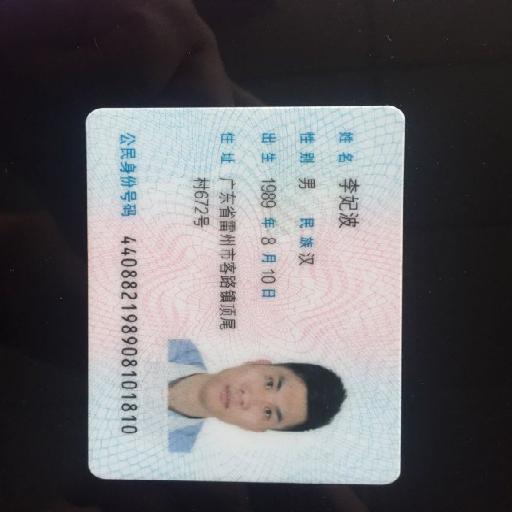 姓名 李妃波
性别 男 民族 汉
出生 1989 年 8 月 10 日
住址 广东省雷州市客路镇顶尾
村672号
公民身份号码 440882198908101810